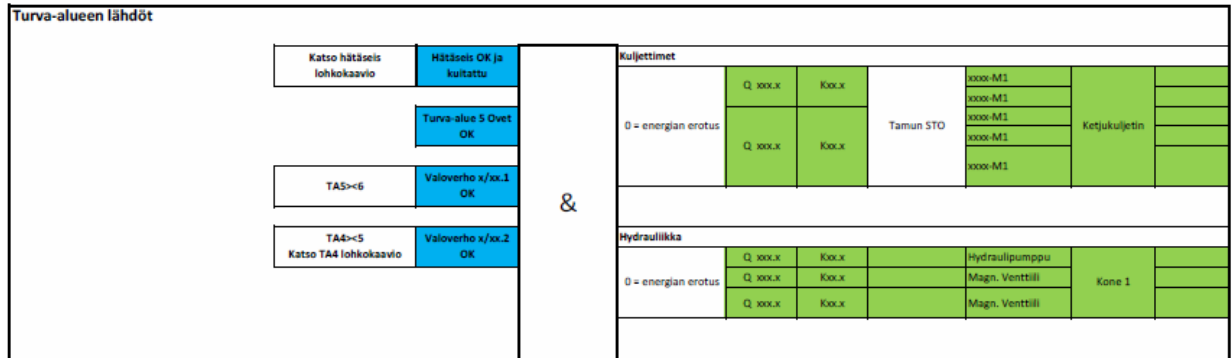 Turva-alueen lähdöt
Katso hätäseis
lohkokaavio
Hätäseis OK ja
kuitattu
Turva-alue 5 Ovet
OK
TA5><6
Valoverho x/xx.1
OK
TA4><5
Katso TA4 lohkokaavio
Valoverho x/xx.2
OK
&
Kuljettimet
0 = energian erotus
Q xxx.x
Kxx.x
Q xxx.x
Kxx.x
Tamun STO
xxxx-M1
xxxx-M1
xxxx-M1
xxxx-M1
xxxx-M1
Ketjukuljetin
Hydrauliikka
0 = energian erotus
Q xxx.x Kxx.x Hydraulipumppu
Q xxx.x Kxx.x Magn. Venttiili
Q xxx.x Kxx.x Magn. Venttiili
Kone 1